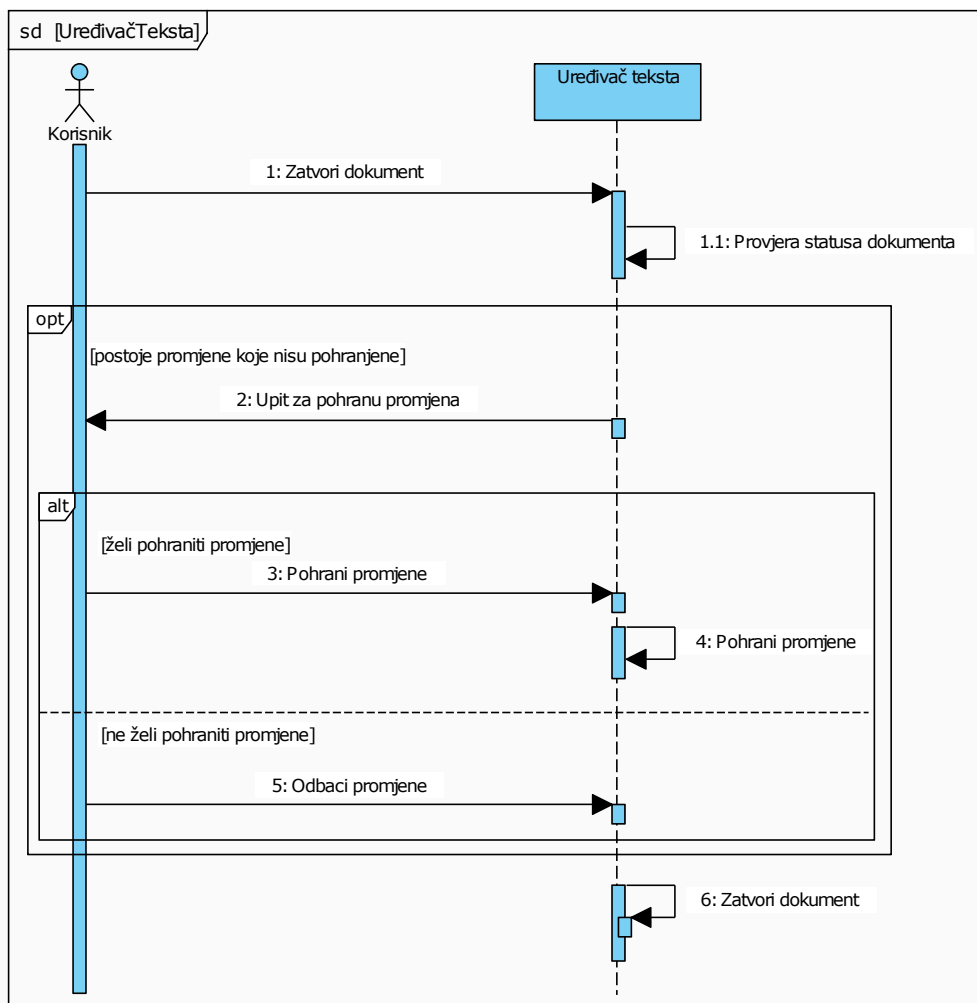 sd [UređivačTeksta]
Uređivač teksta
Korisnik
1: Zatvori dokument
1.1: Provjera statusa dokumenta
opt
[postoje promjene koje nisu pohranjene]
2: Upit za pohranu promjena
alt
[želi pohraniti promjene]
3: Pohrani promjene
4: Pohrani promjene
[ne želi pohraniti promjene]
5: Odbaci promjene
6: Zatvori dokument